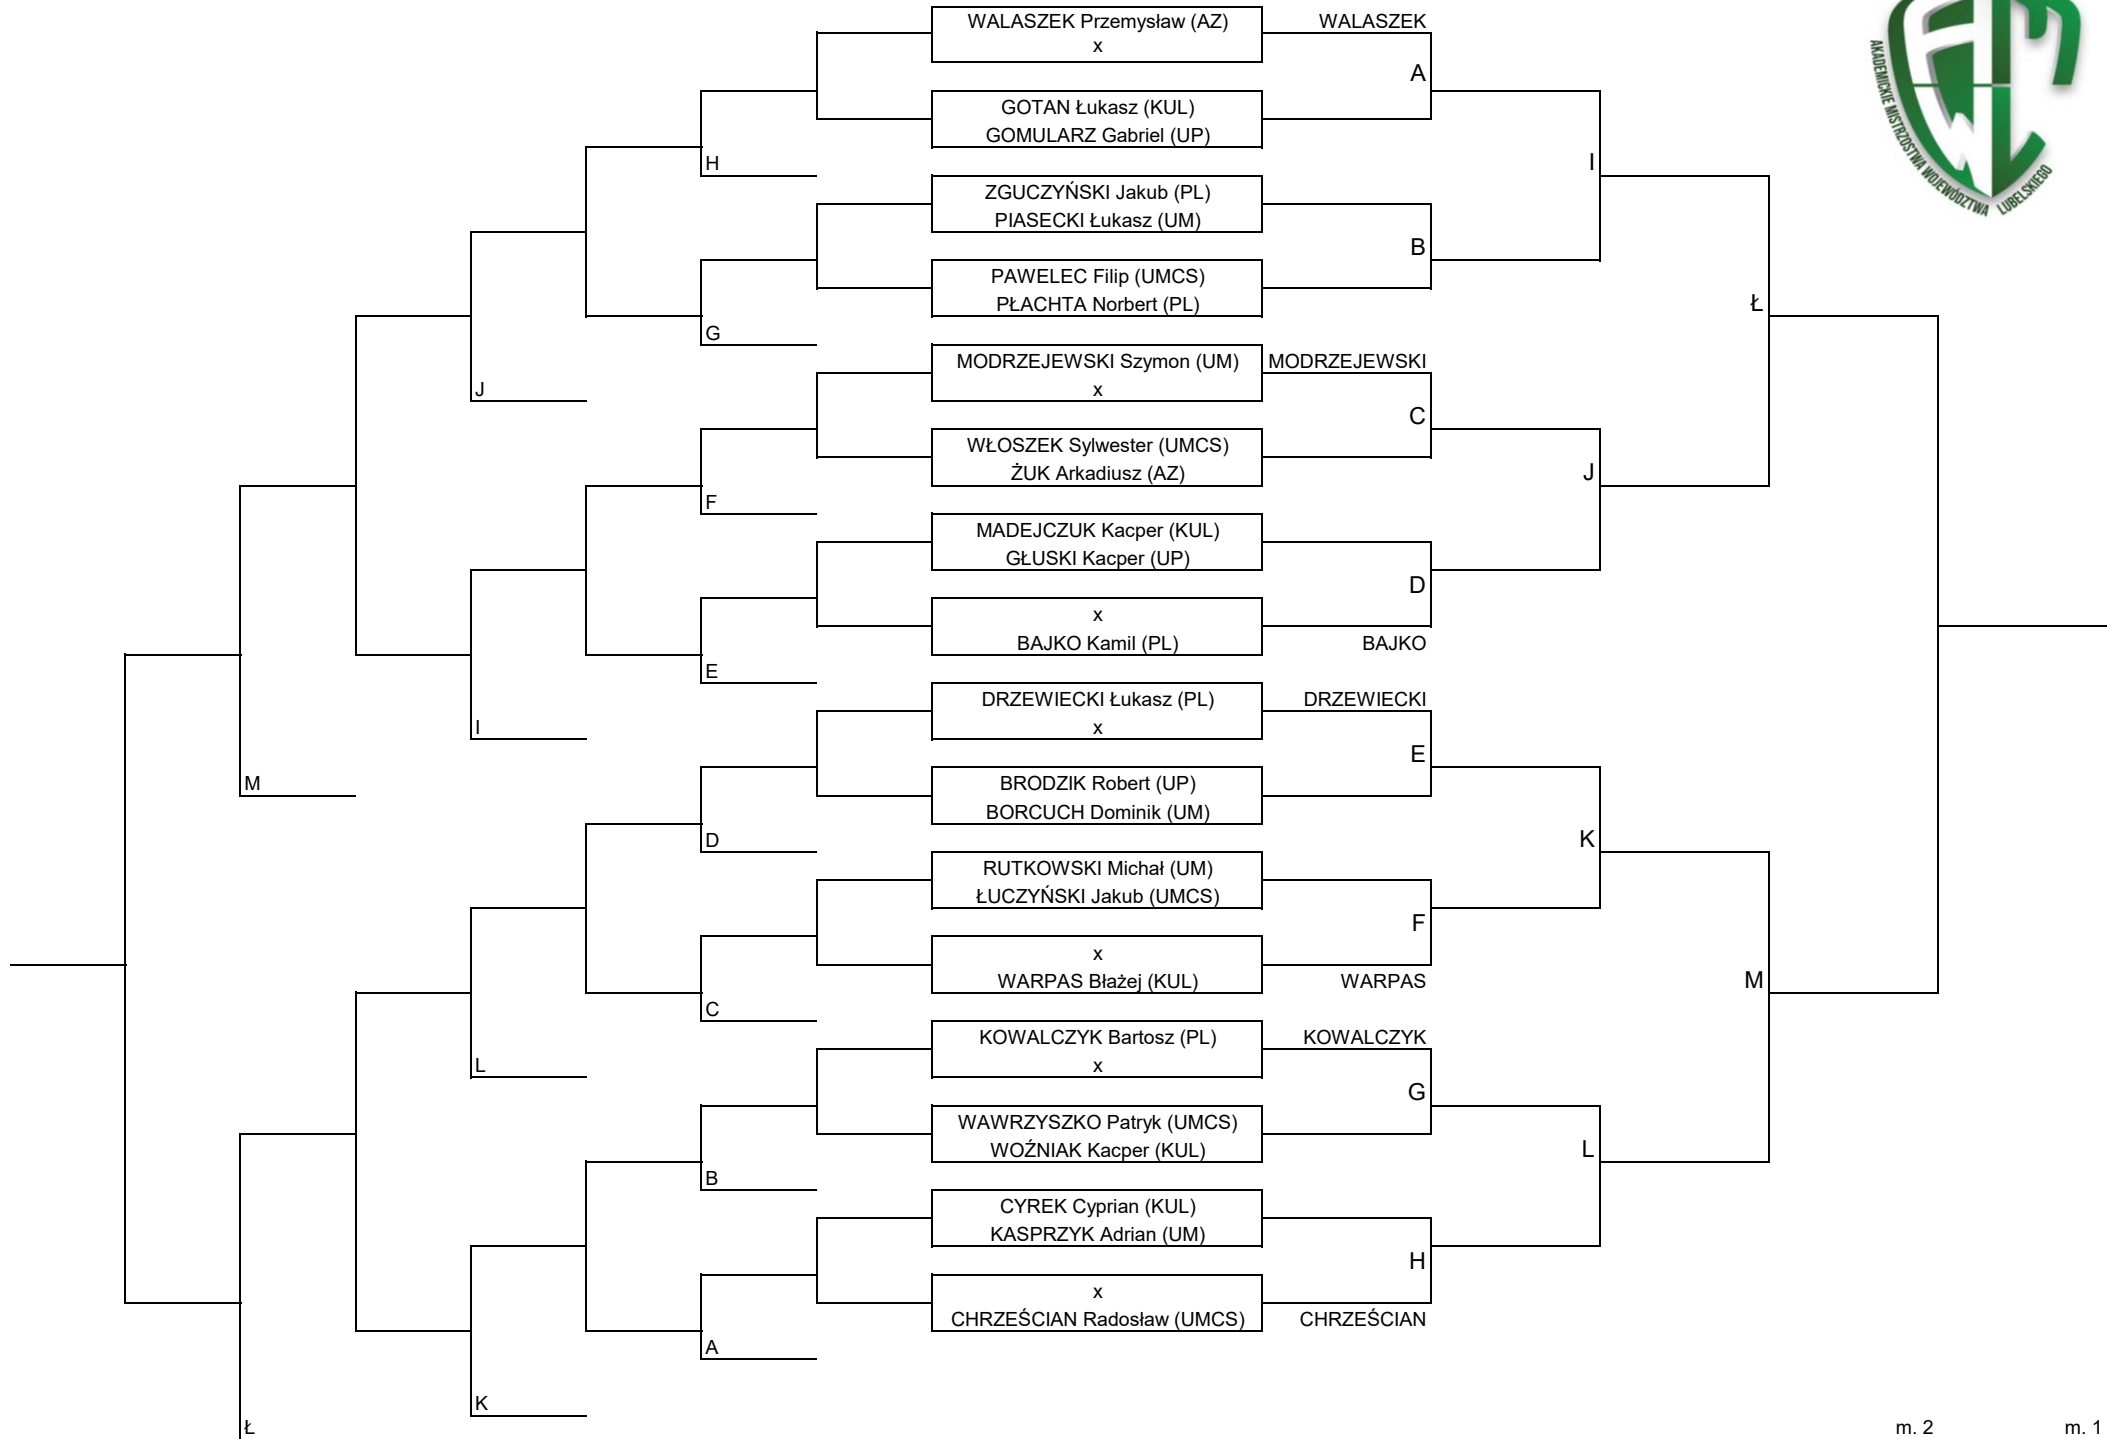 WALASZEK Przemysław (AZ)
x
WALASZEK
A
GOTAN Łukasz (KUL)
GOMULARZ Gabriel (UP)
H
I
ZGUCZYŃSKI Jakub (PL)
PIASECKI Łukasz (UM)
B
PAWELEC Filip (UMCS)
PŁACHTA Norbert (PL)
Ł
G
MODRZEJEWSKI Szymon (UM)
x
MODRZEJEWSKI
J
C
WŁOSZEK Sylwester (UMCS)
ŻUK Arkadiusz (AZ)
J
F
MADEJCZUK Kacper (KUL)
GŁUSKI Kacper (UP)
D
x
BAJKO Kamil (PL)
BAJKO
E
DRZEWIECKI Łukasz (PL)
x
DRZEWIECKI
I
E
BRODZIK Robert (UP)
BORCUCH Dominik (UM)
M
D
K
RUTKOWSKI Michał (UM)
ŁUCZYŃSKI Jakub (UMCS)
F
x
WARPAS Błażej (KUL)
WARPAS
M
C
KOWALCZYK Bartosz (PL)
x
KOWALCZYK
L
G
WAWRZYSZKO Patryk (UMCS)
WOŹNIAK Kacper (KUL)
L
B
CYREK Cyprian (KUL)
KASPRZYK Adrian (UM)
H
x
CHRZEŚCIAN Radosław (UMCS)
CHRZEŚCIAN
A
K
Ł
m. 2
m. 1
AKADEMICKIE MISTRZOSTWA WOJEWÓDZTWA LUBELSKIEGO